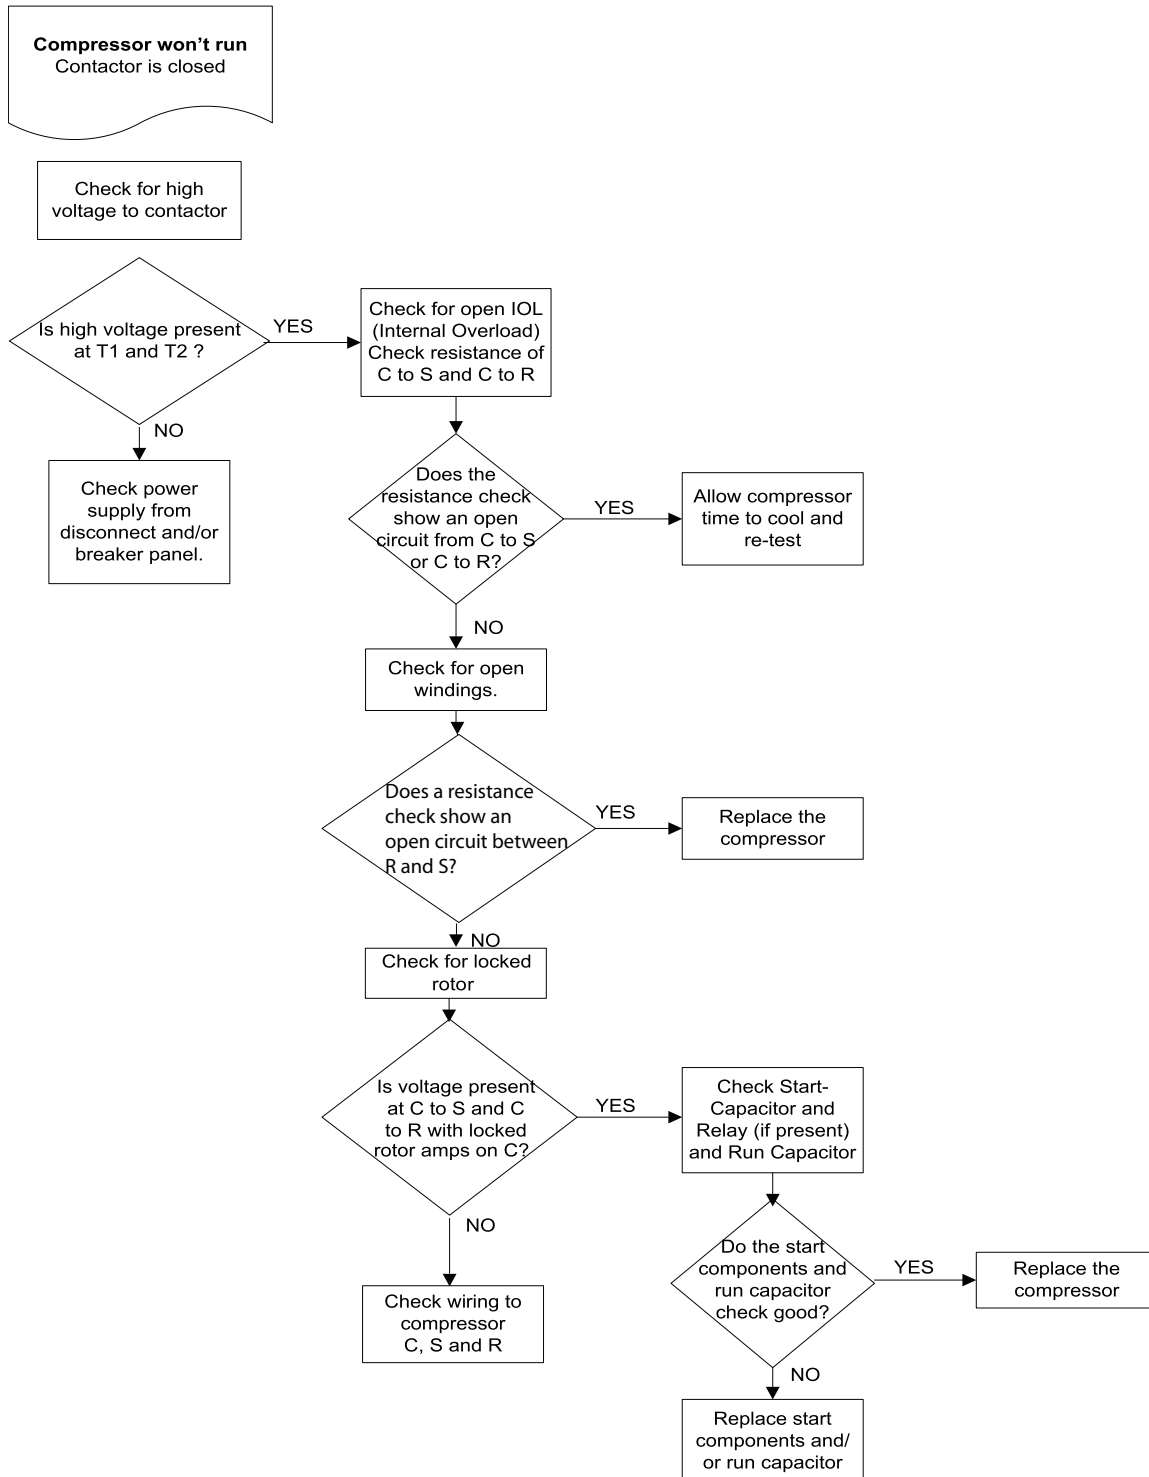 Compressor won't run
Contactor is closed
Check for high
voltage to contactor
Is high voltage present
at T1 and T2 ?
YES
NO
Check power
supply from
disconnect and/or
breaker panel.
Check for open IOL
(Internal Overload)
Check resistance of
C to S and C to R
Does the
resistance check
show an open
circuit from C to S
or C to R?
YES
Allow compressor
time to cool and
re-test
NO
Check for open
windings.
Does a resistance
check show an
open circuit between
R and S?
YES
Replace the
compressor
NO
Check for locked
rotor
Is voltage present
at C to S and C
to R with locked
rotor amps on C?
YES
NO
Check wiring to
compressor
C, S and R
Check Start-
Capacitor and
Relay (if present)
and Run Capacitor
Do the start
components and
run capacitor
check good?
YES
Replace the
compressor
NO
Replace start
components and/
or run capacitor